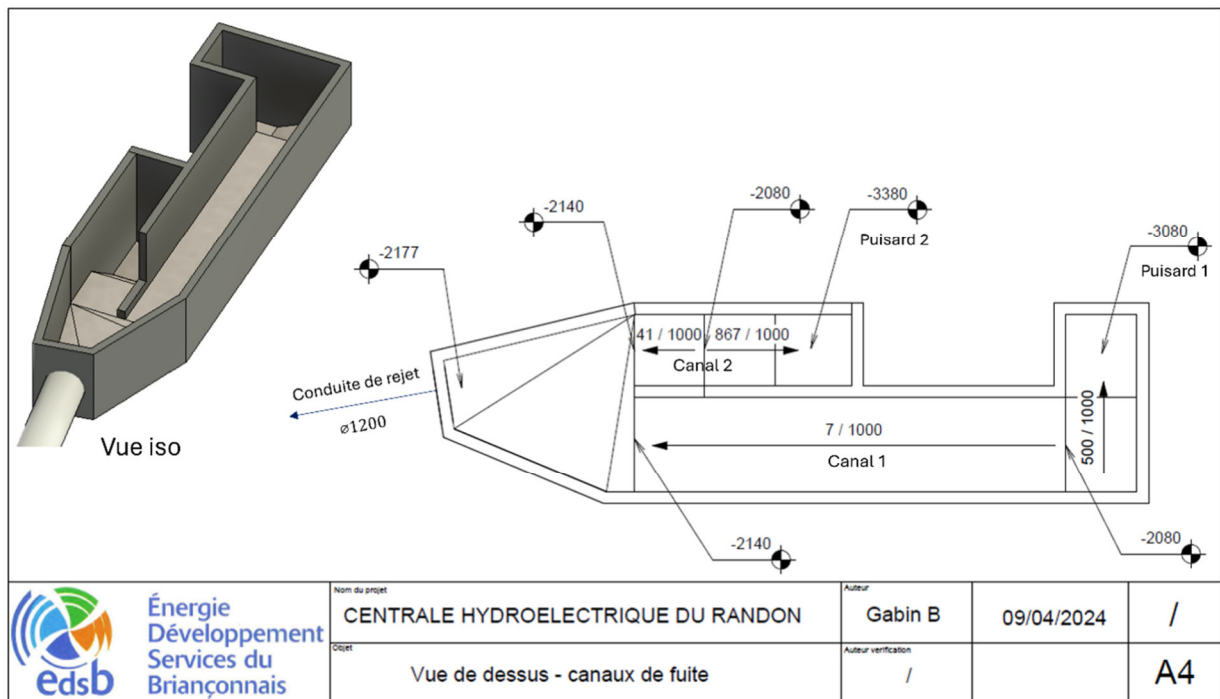 -2140
-2080
-3380
Puisard 2
-3080
Puisard 1
-2177
41 / 1000
867 / 1000
Canal 2
Conduite de rejet
⌀1200
7 / 1000
Canal 1
500 / 1000
Vue iso
-2140
-2080
Énergie
Développement
Services du
Briançonnais
edsb
Nom du projet
CENTRALE HYDROELECTRIQUE DU RANDON
Auteur
Gabin B
09/04/2024
/
Objet
Vue de dessus - canaux de fuite
Auteur verification
/
A4